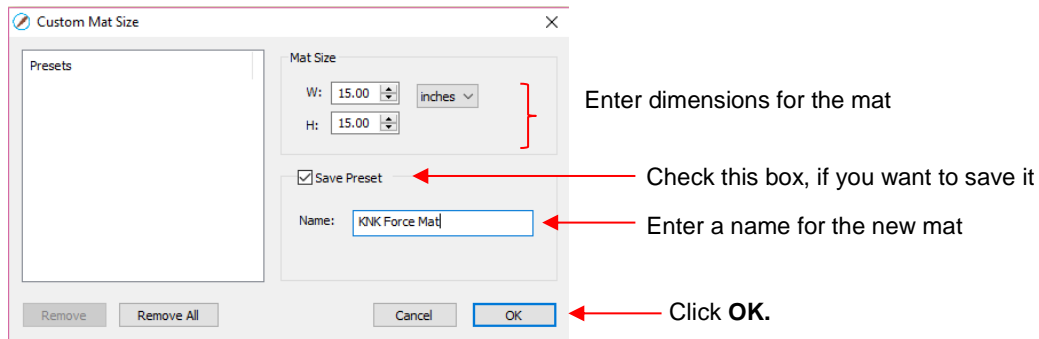 Custom Mat Size
Presets
Mat Size
W: 15.00 inches
H: 15.00
Enter dimensions for the mat
Save Preset
Check this box, if you want to save it
Name: KNK Force Mat
Enter a name for the new mat
Remove Remove All Cancel OK
Click OK.